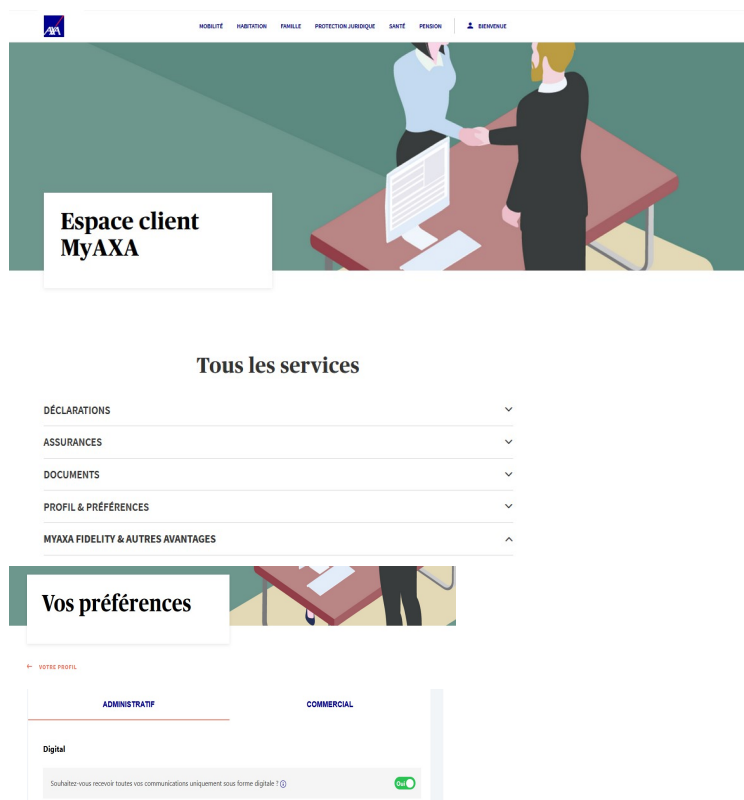 AXA
MOBILITÉ HABITATION FAMILLE PROTECTION JURIDIQUE SANTÉ PENSION BIENVENUE
Espace client
MyAXA
Tous les services
DÉCLARATIONS
ASSURANCES
DOCUMENTS
PROFIL & PRÉFÉRENCES
MYAXA FIDELITY & AUTRES AVANTAGES
Vos préférences
← VOTRE PROFIL
ADMINISTRATIF COMMERCIAL
Digital
Souhaitez-vous recevoir toutes vos communications uniquement sous forme digitale ? ⓘ Oui